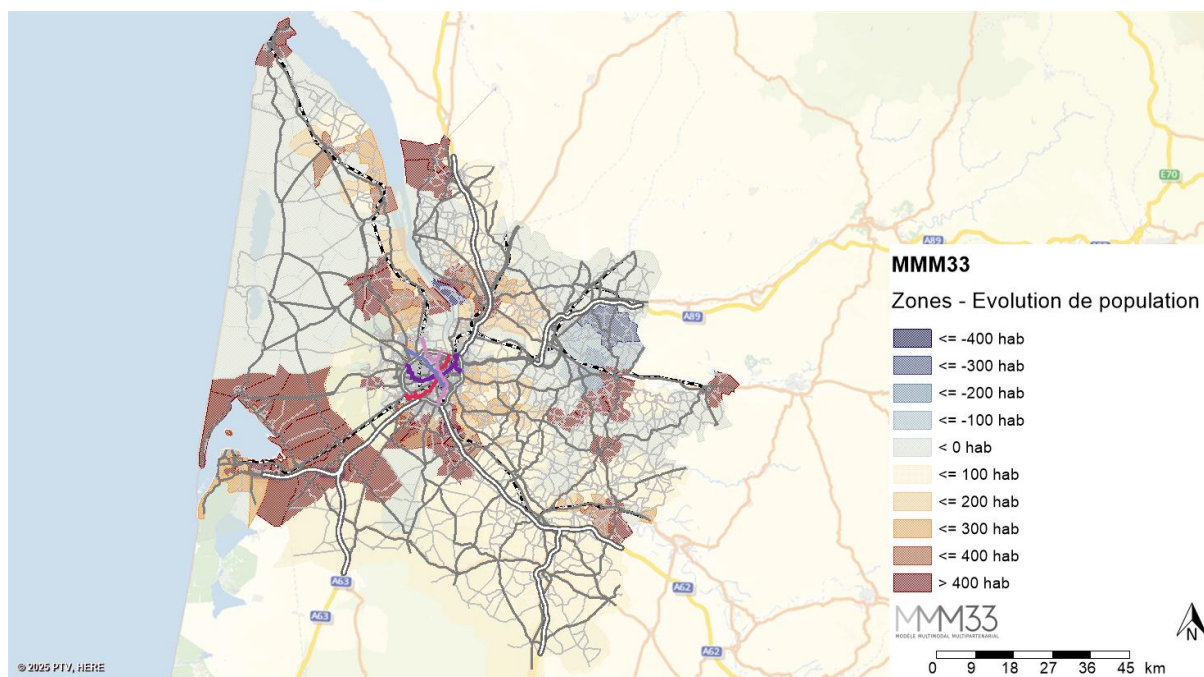 E70
A89
A89
A89
MMM33
Zones - Evolution de population
<= -400 hab
<= -300 hab
<= -200 hab
<= -100 hab
< 0 hab
<= 100 hab
<= 200 hab
<= 300 hab
<= 400 hab
> 400 hab
A63
A63
A62
A62
MMM33
MODÈLE MULTIMODAL MULTIPARTENARIAL
N
0 9 18 27 36 45 km
© 2025 PTV, HERE